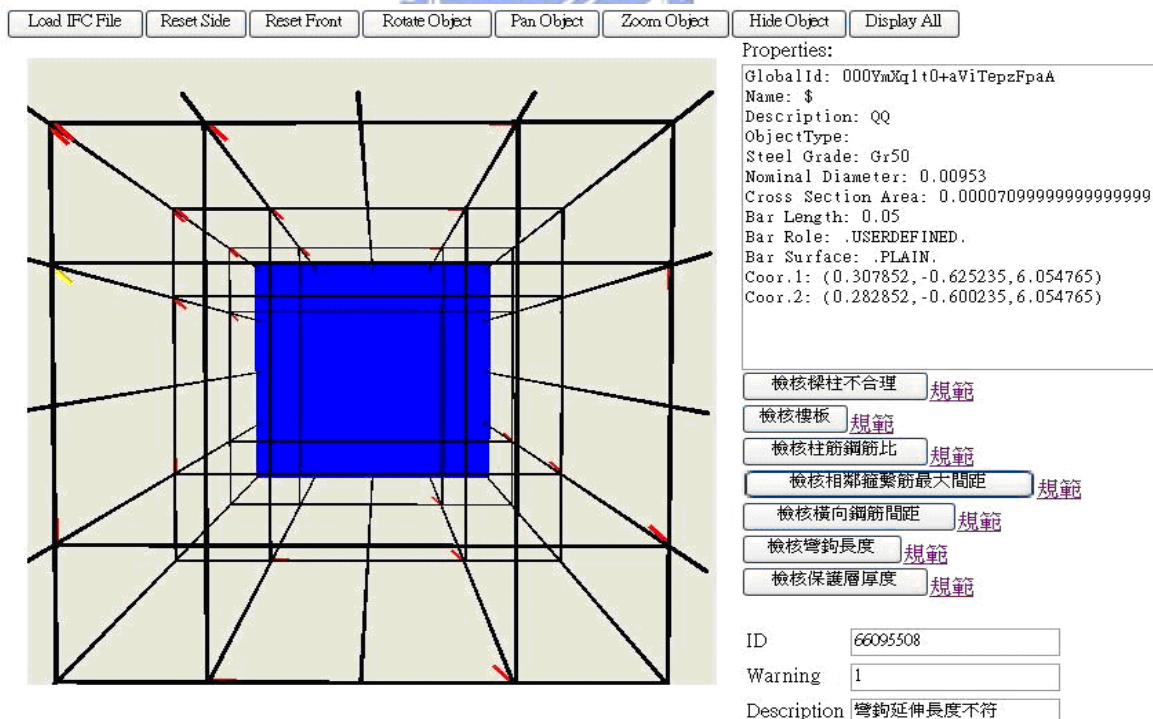 Load IFC File Reset Side Reset Front Rotate Object Pan Object Zoom Object Hide Object Display All
Properties:
GlobalId: 000YmXq1t0+aViTepzFpaA
Name: $
Description: QQ
ObjectType:
Steel Grade: Gr50
Nominal Diameter: 0.00953
Cross Section Area: 0.00007099999999999999
Bar Length: 0.05
Bar Role: .USERDEFINED.
Bar Surface: .PLAIN.
Coor.1: (0.307852,-0.625235,6.054765)
Coor.2: (0.282852,-0.600235,6.054765)
檢核樑柱不合理 規範
檢核樓板 規範
檢核柱筋鋼筋比 規範
檢核相鄰箍繫筋最大間距 規範
檢核橫向鋼筋間距 規範
檢核彎鉤長度 規範
檢核保護層厚度 規範
ID 66095508
Warning 1
Description 彎鉤延伸長度不符